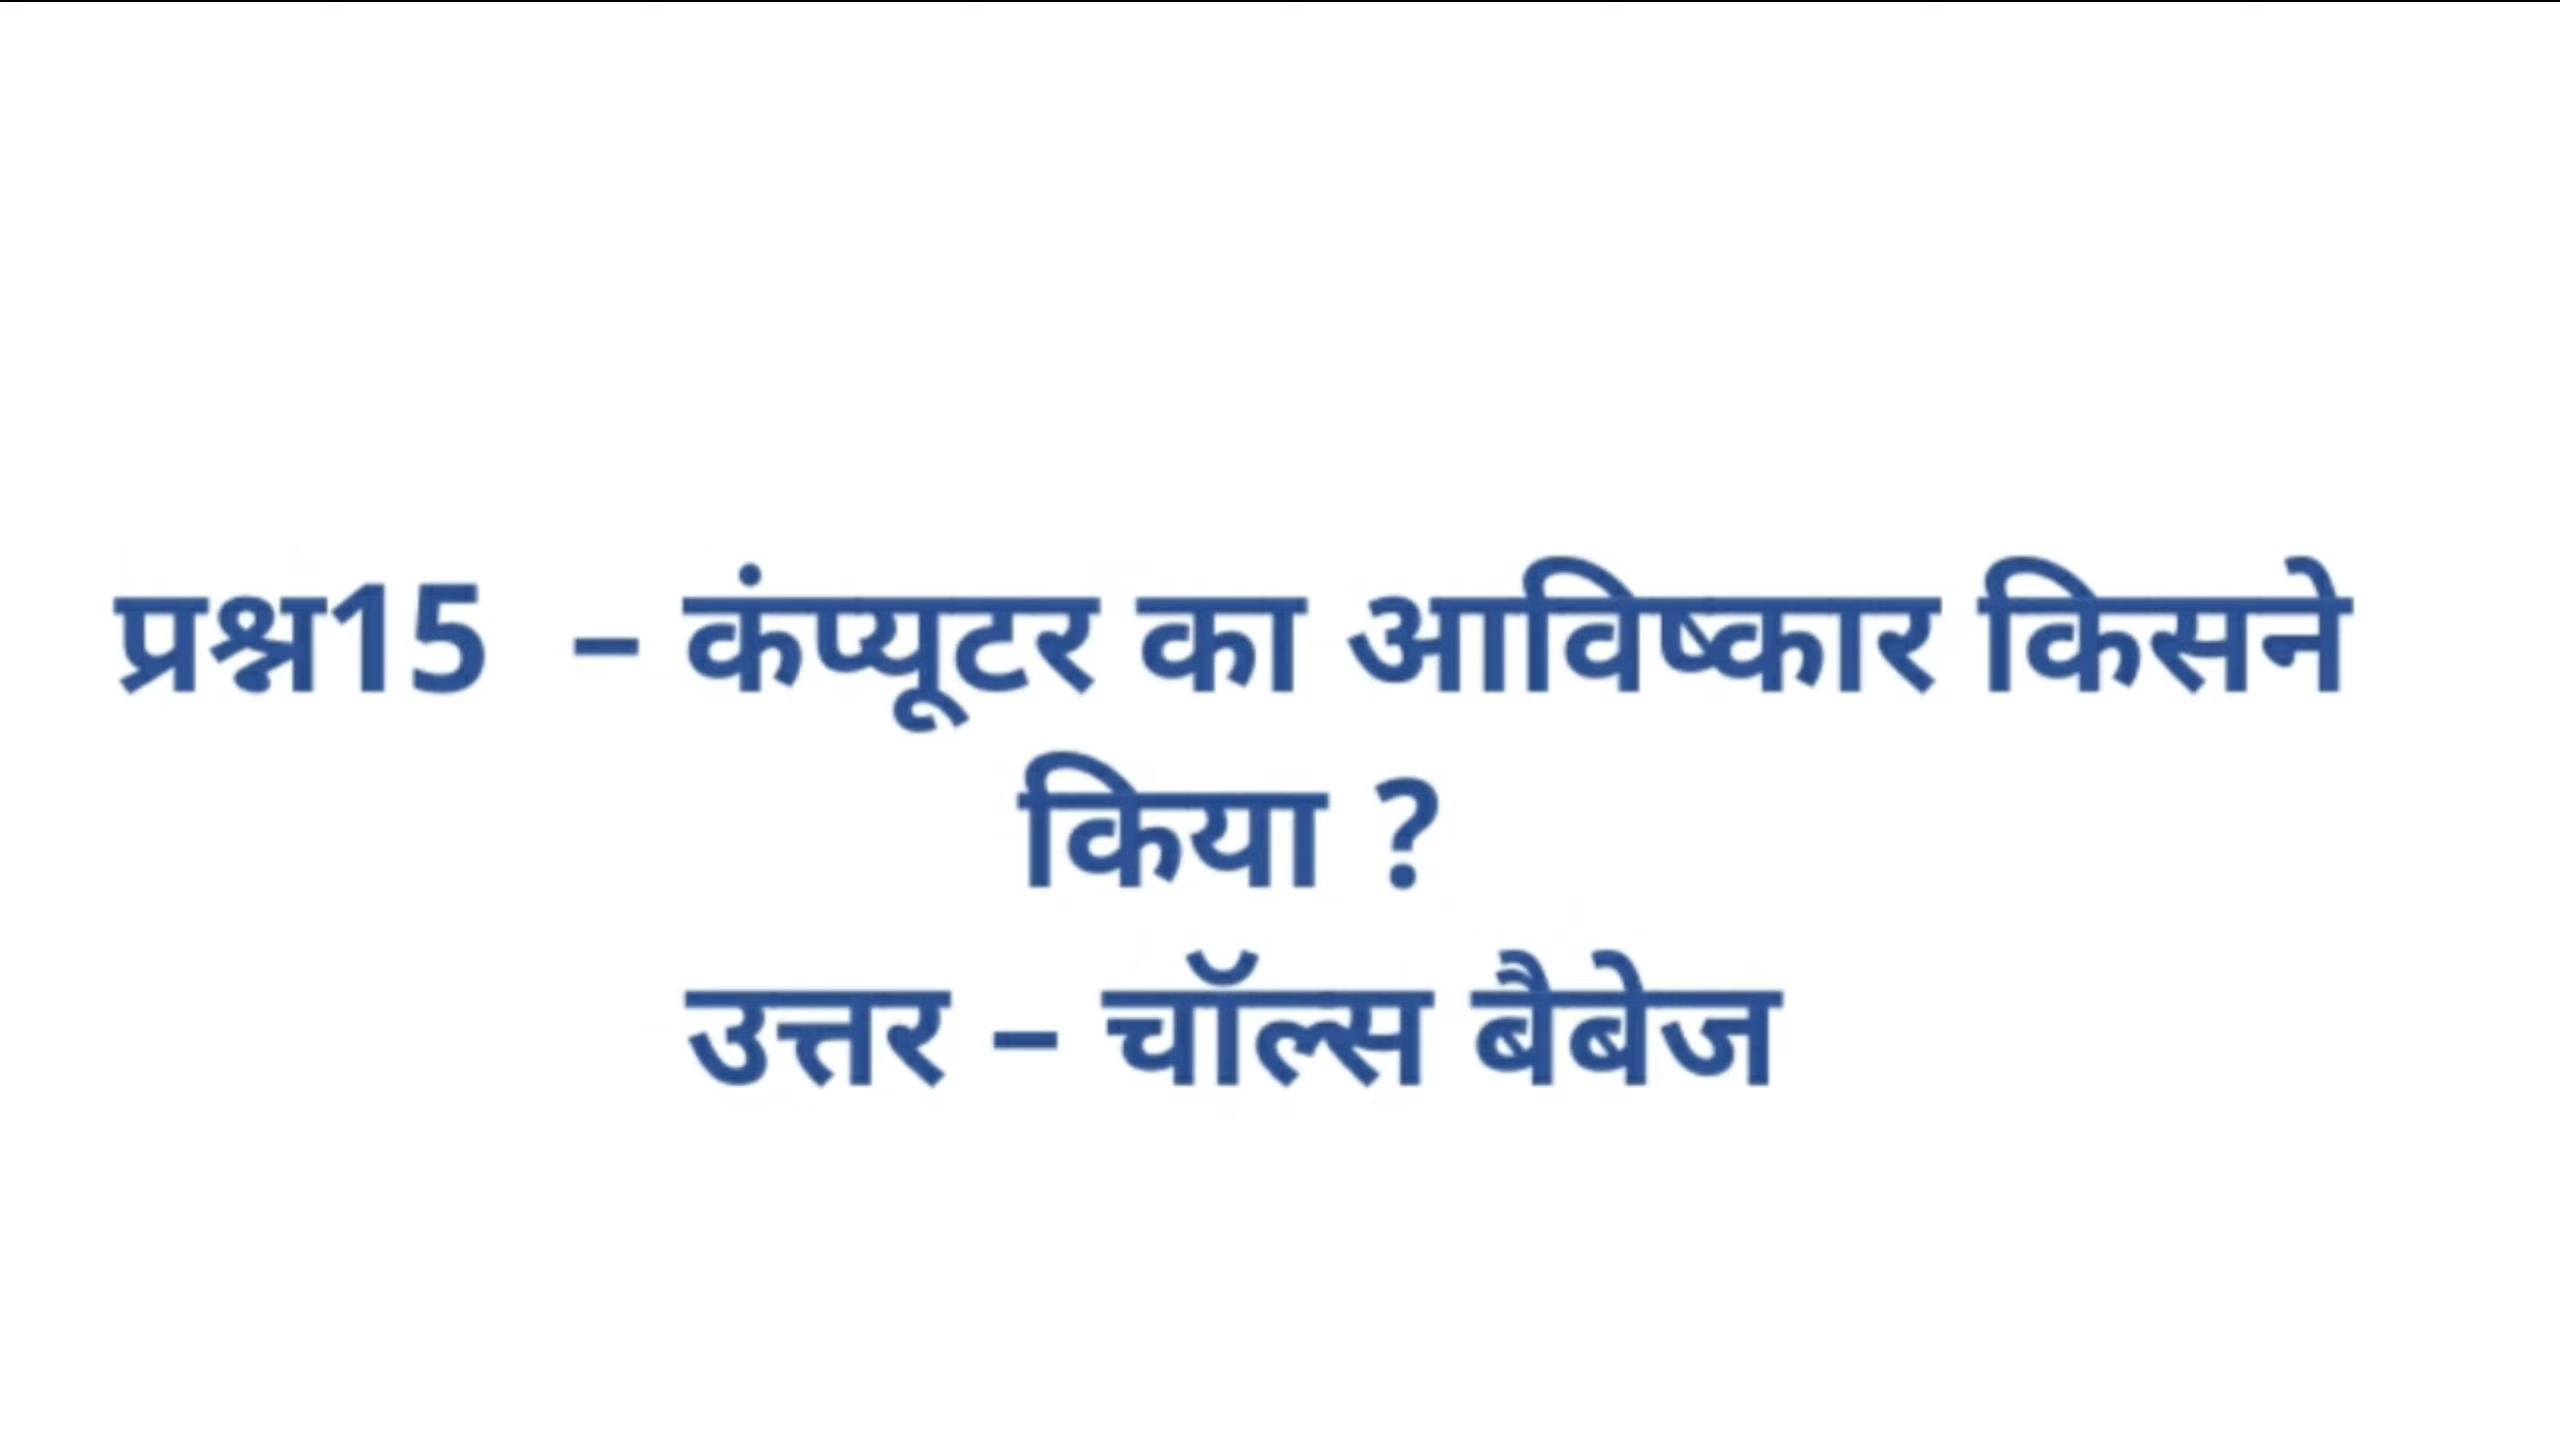 प्रश्न15 – कंप्यूटर का आविष्कार किसने
किया ?
उत्तर – चॉल्स बैबेज